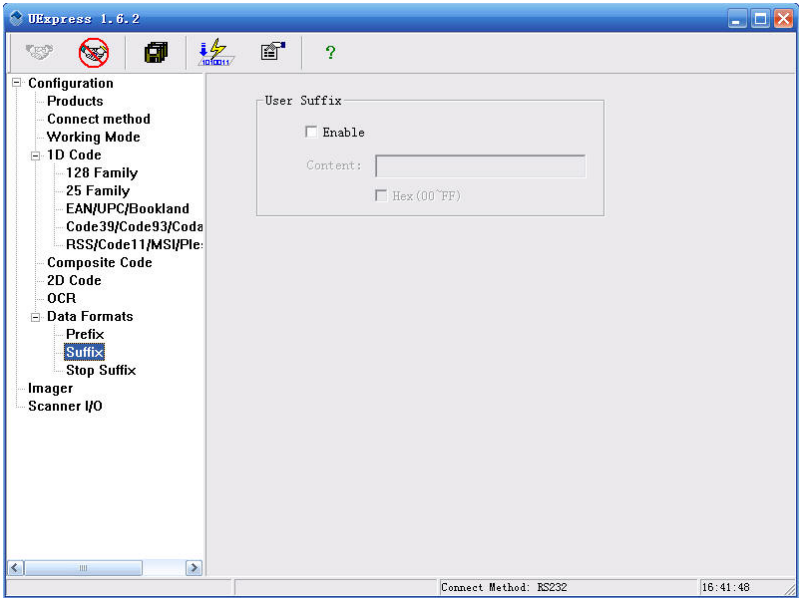 UExpress 1.6.2
101001
?
Configuration
Products
Connect method
Working Mode
1D Code
128 Family
25 Family
EAN/UPC/Bookland
Code39/Code93/Coda
RSS/Code11/MSI/Ples
Composite Code
2D Code
OCR
Data Formats
Prefix
Suffix
Stop Suffix
Imager
Scanner I/O
User Suffix
Enable
Content:
Hex(00~FF)
Connect Method: RS232
16:41:48